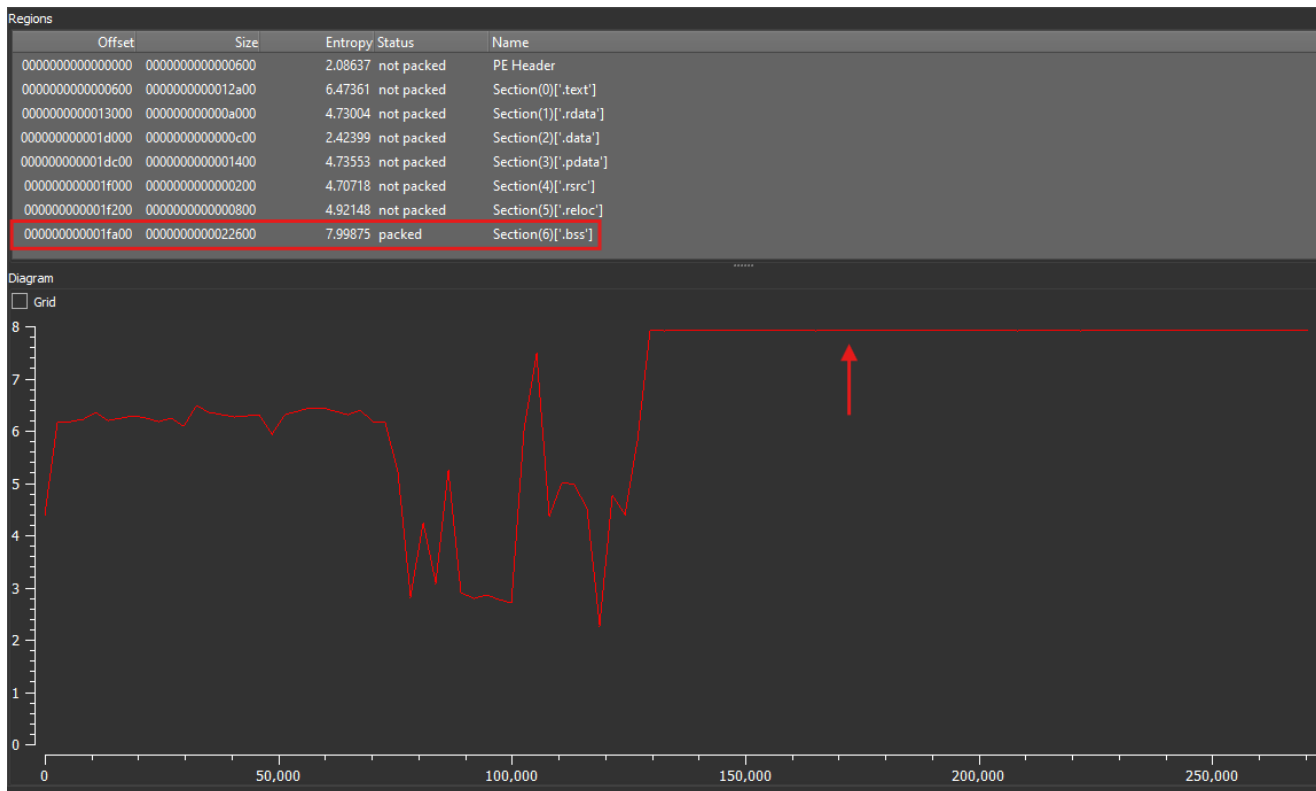 Regions
Offset Size Entropy Status Name
0000000000000000 0000000000000600 2.08637 not packed PE Header
0000000000000600 0000000000012a00 6.47361 not packed Section(0)['.text']
0000000000013000 000000000000a000 4.73004 not packed Section(1)['.rdata']
000000000001d000 0000000000000c00 2.42399 not packed Section(2)['.data']
000000000001dc00 0000000000001400 4.73553 not packed Section(3)['.pdata']
000000000001f000 0000000000000200 4.70718 not packed Section(4)['.rsrc']
000000000001f200 0000000000000800 4.92148 not packed Section(5)['.reloc']
000000000001fa00 0000000000022600 7.99875 packed Section(6)['.bss']
Diagram
Grid
8
7
6
5
4
3
2
1
0
0 50,000 100,000 150,000 200,000 250,000